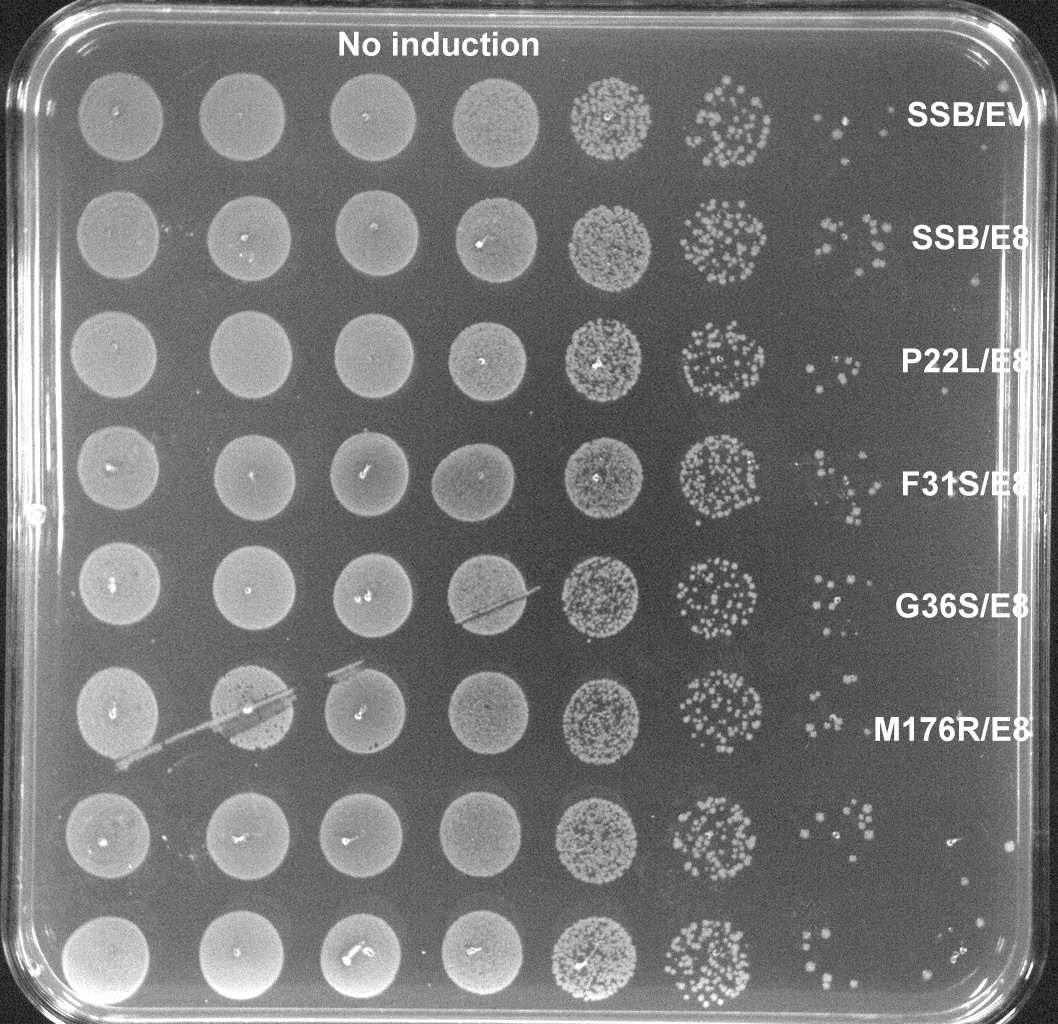 No induction
SSB/EV
SSB/E8
P22L/E8
F31S/E8
G36S/E8
M176R/E8